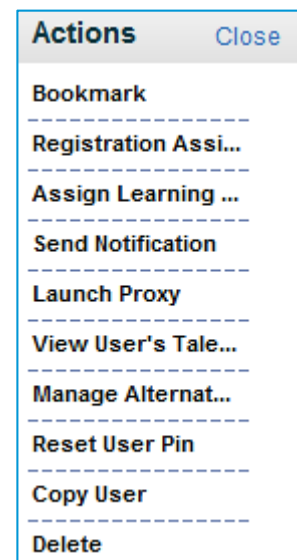 Actions Close
Bookmark
Registration Assi...
Assign Learning ...
Send Notification
Launch Proxy
View User's Tale...
Manage Alternat...
Reset User Pin
Copy User
Delete